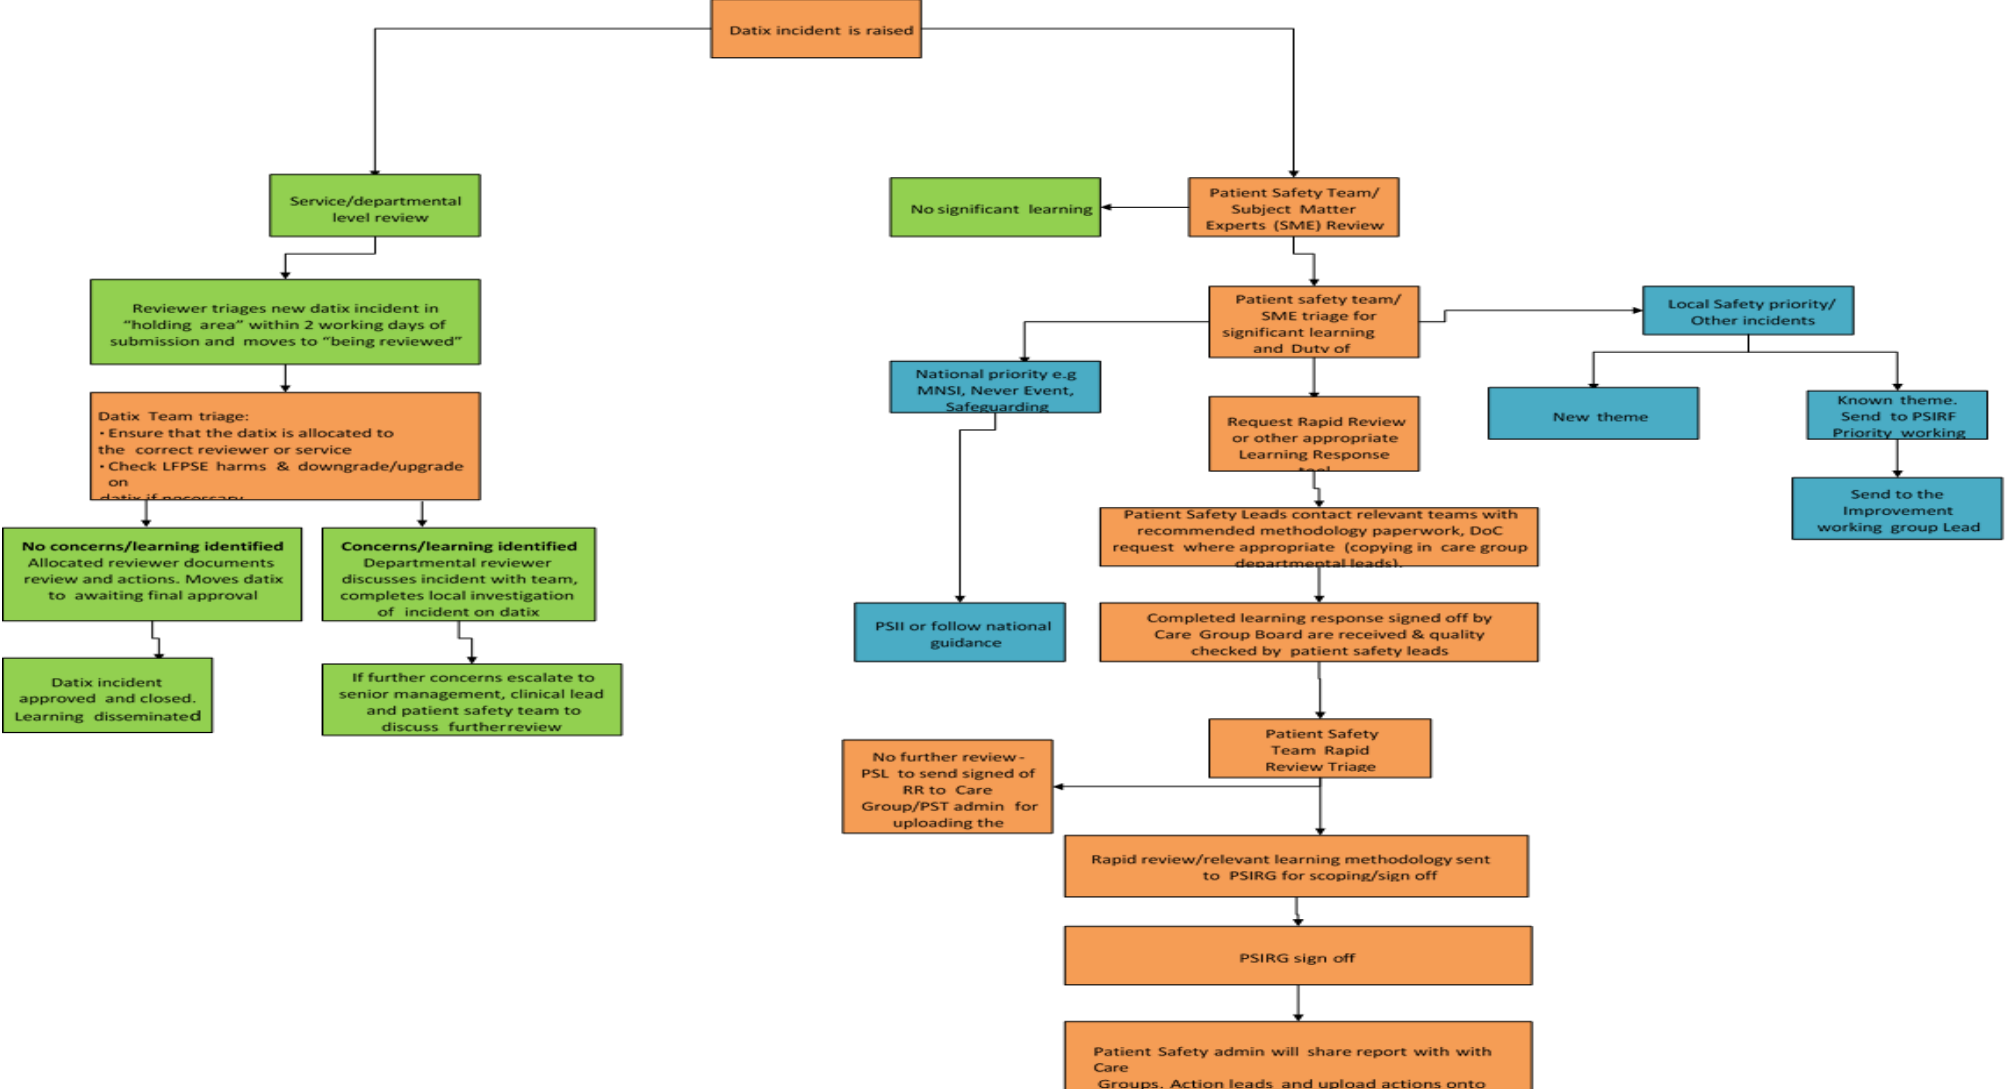 Datix incident is raised
Service/departmental
level review
Reviewer triages new datix incident in
“holding area” within 2 working days of
submission and moves to “being reviewed”
Datix Team triage:
• Ensure that the datix is allocated to
the correct reviewer or service
• Check LFPSE harms & downgrade/upgrade
on
datix if necessary
No concerns/learning identified
Allocated reviewer documents
review and actions. Moves datix
to awaiting final approval
Concerns/learning identified
Departmental reviewer
discusses incident with team,
completes local investigation
of incident on datix
Datix incident
approved and closed.
Learning disseminated
If further concerns escalate to
senior management, clinical lead
and patient safety team to
discuss furtherreview
No significant learning
Patient Safety Team/
Subject Matter
Experts (SME) Review
Patient safety team/
SME triage for
significant learning
and Duty of
National priority e.g
MNSI, Never Event,
Safeguarding
PSII or follow national
guidance
Local Safety priority/
Other incidents
New theme
Known theme.
Send to PSIRF
Priority working
Send to the
Improvement
working group Lead
Request Rapid Review
or other appropriate
Learning Response
tool
Patient Safety Leads contact relevant teams with
recommended methodology paperwork, DoC
request where appropriate (copying in care group
departmental leads).
Completed learning response signed off by
Care Group Board are received & quality
checked by patient safety leads
Patient Safety
Team Rapid
Review Triage
No further review-
PSL to send signed of
RR to Care
Group/PST admin for
uploading the
Rapid review/relevant learning methodology sent
to PSIRG for scoping/sign off
PSIRG sign off
Patient Safety admin will share report with with
Care
Groups. Action leads and upload actions onto